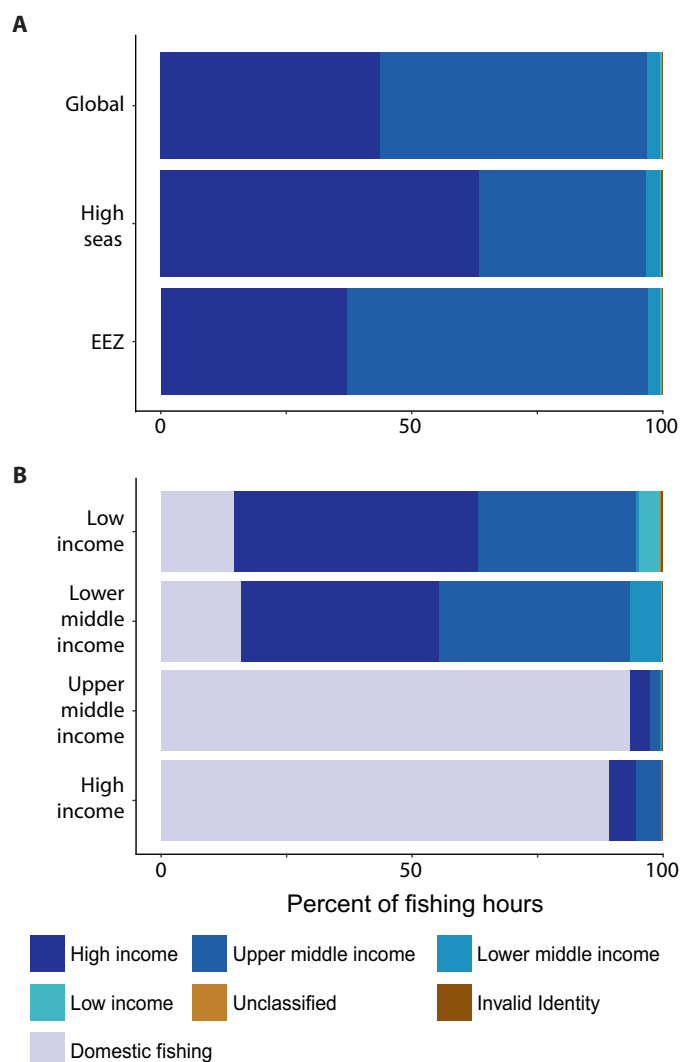 A
Global
High
seas
EEZ
0 50 100
B
Low
income
Lower
middle
income
Upper
middle
income
High
income
0 50 100
Percent of fishing hours
High income Upper middle income Lower middle income
Low income Unclassified Invalid Identity
Domestic fishing